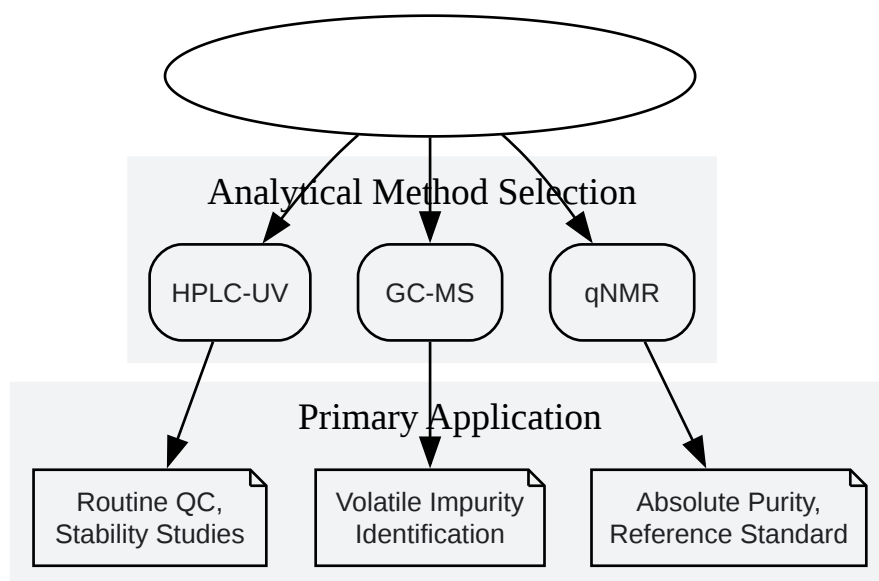 Analytical Method Selection
HPLC-UV
GC-MS
qNMR
Primary Application
Routine QC,
Stability Studies
Volatile Impurity
Identification
Absolute Purity,
Reference Standard